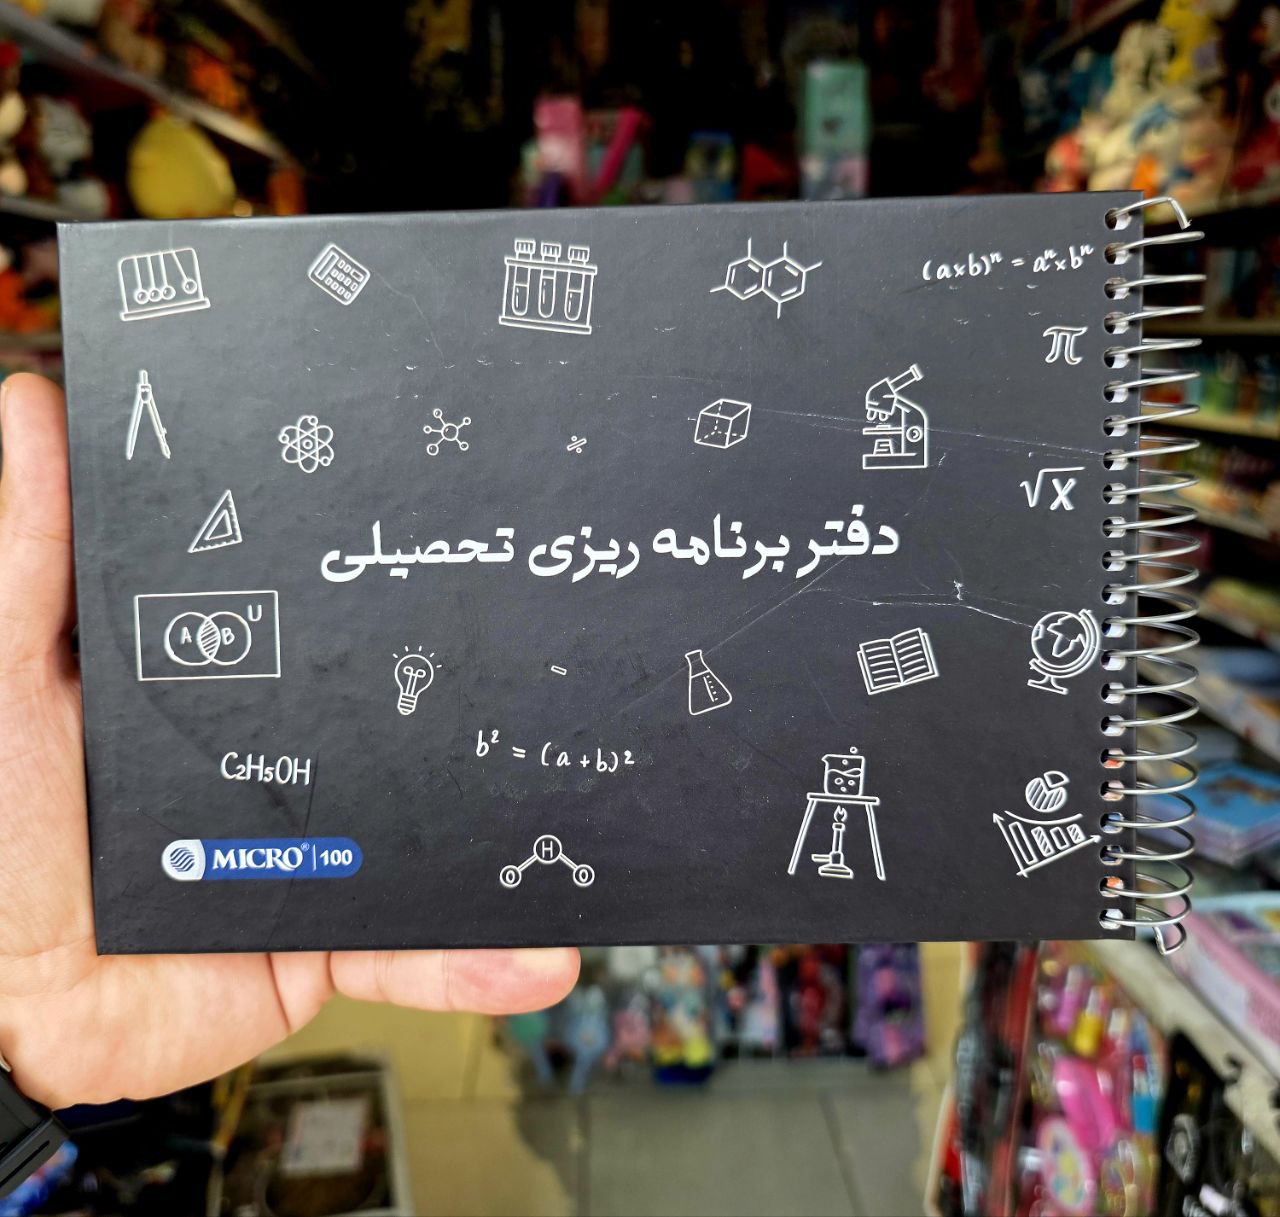 (a×b)ⁿ = aⁿ×bⁿ
π
÷
√x
دفتر برنامه ریزی تحصیلی
A B U
-
b² = (a+b)²
C₂H₅OH
MICRO® | 100
H
O O